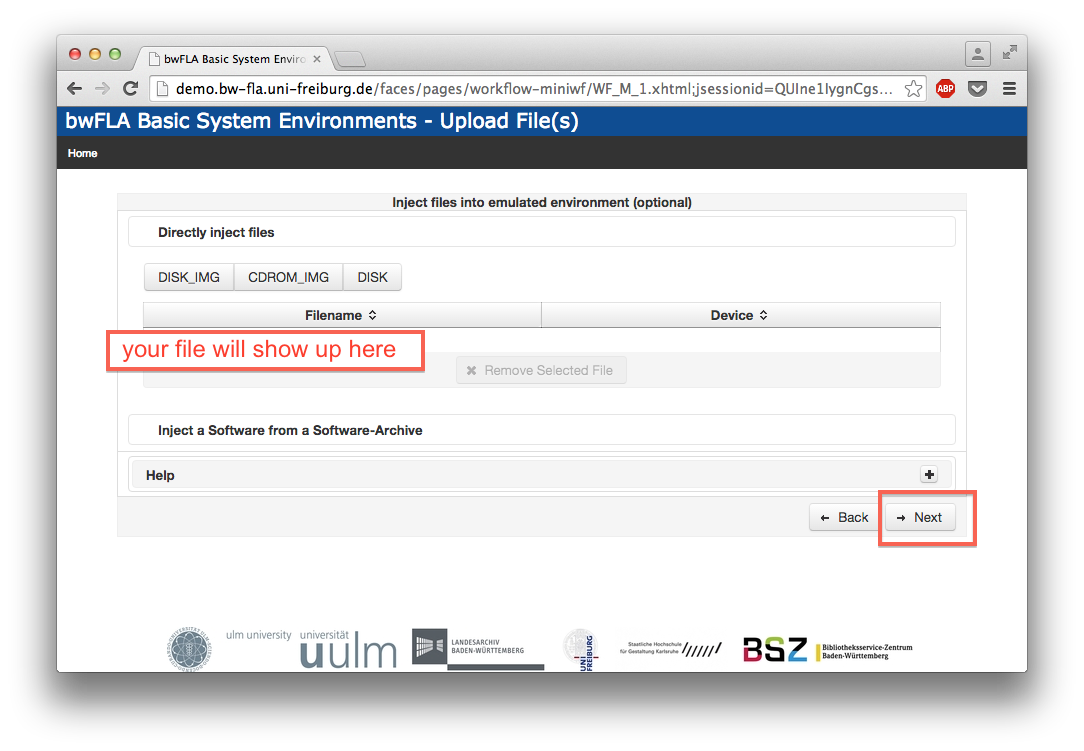 bwFLA Basic System Enviro
demo.bw-fla.uni-freiburg.de/faces/pages/workflow-miniwf/WF_M_1.xhtml;jsessionid=QUIne1lygnCgs...
ABP
bwFLA Basic System Environments - Upload File(s)
Home
Inject files into emulated environment (optional)
Directly inject files
DISK_IMG CDROM_IMG DISK
Filename Device
your file will show up here
Remove Selected File
Inject a Software from a Software-Archive
Help
Back Next
ulm university universität
uulm
LANDESARCHIV
BADEN-WÜRTTEMBERG
UNI
FREIBURG
Staatliche Hochschule
für Gestaltung Karlsruhe
BSZ
Bibliotheksservice-Zentrum
Baden-Württemberg